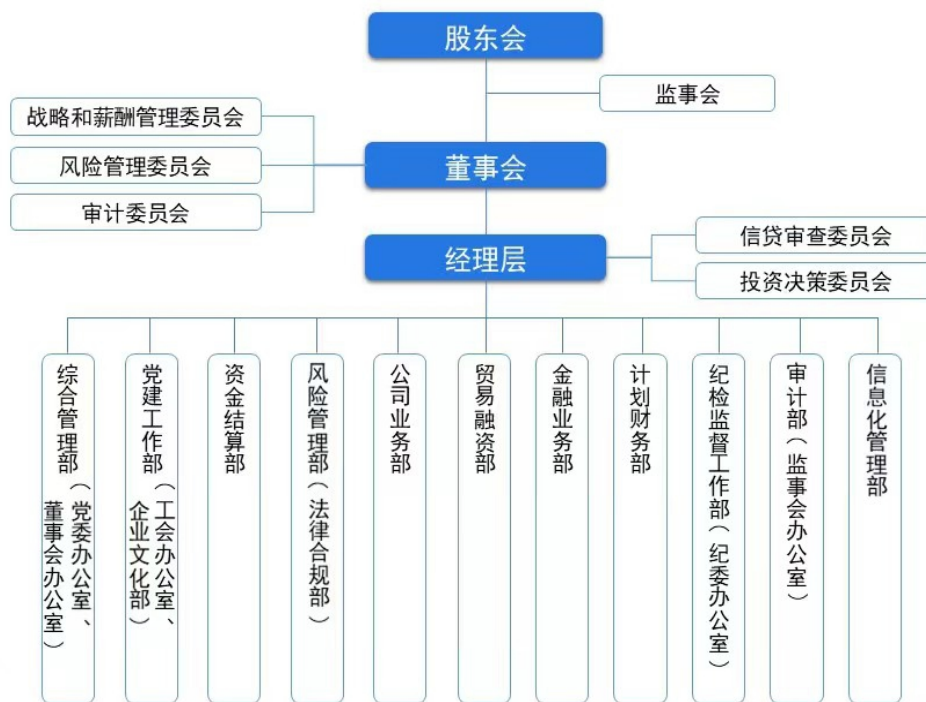 股东会
监事会
战略和薪酬管理委员会
风险管理委员会
审计委员会
董事会
经理层
信贷审查委员会
投资决策委员会
综合管理部（党委办公室、
董事会办公室）
党建工作部（工会办公室、
企业文化部）
资金结算部
风险管理部（法律合规部）
公司业务部
贸易融资部
金融业务部
计划财务部
纪检监督工作部（纪委办公室）
审计部（监事会办公室）
信息化管理部